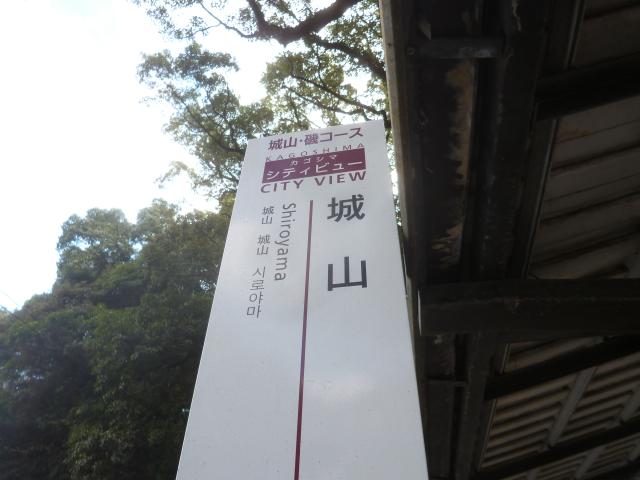 城山・磯コース
KAGOSHIMA
カゴシマ
シティビュー
CITY VIEW
城山
Shiroyama
城山 城山 시로야마